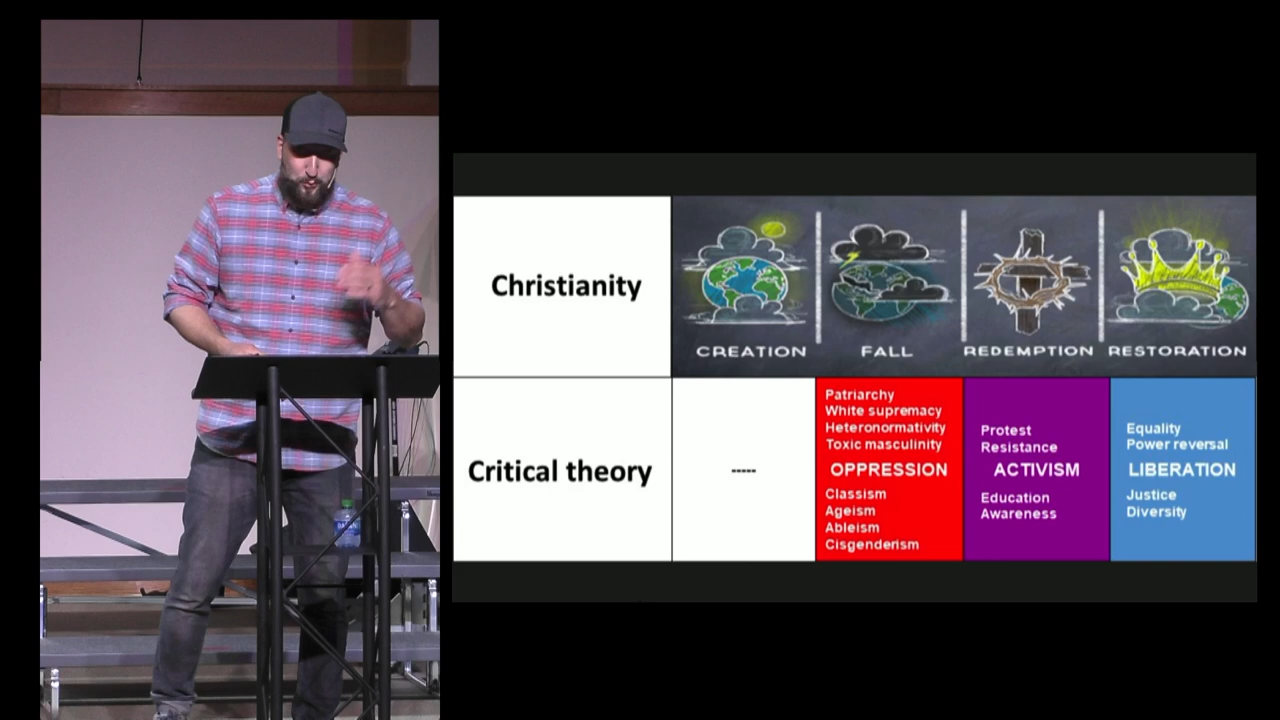 Christianity
CREATION
FALL
REDEMPTION
RESTORATION
Critical theory
-----
Patriarchy
White supremacy
Heteronormativity
Toxic masculinity
OPPRESSION
Classism
Ageism
Ableism
Cisgenderism
Protest
Resistance
ACTIVISM
Education
Awareness
Equality
Power reversal
LIBERATION
Justice
Diversity
DASANI